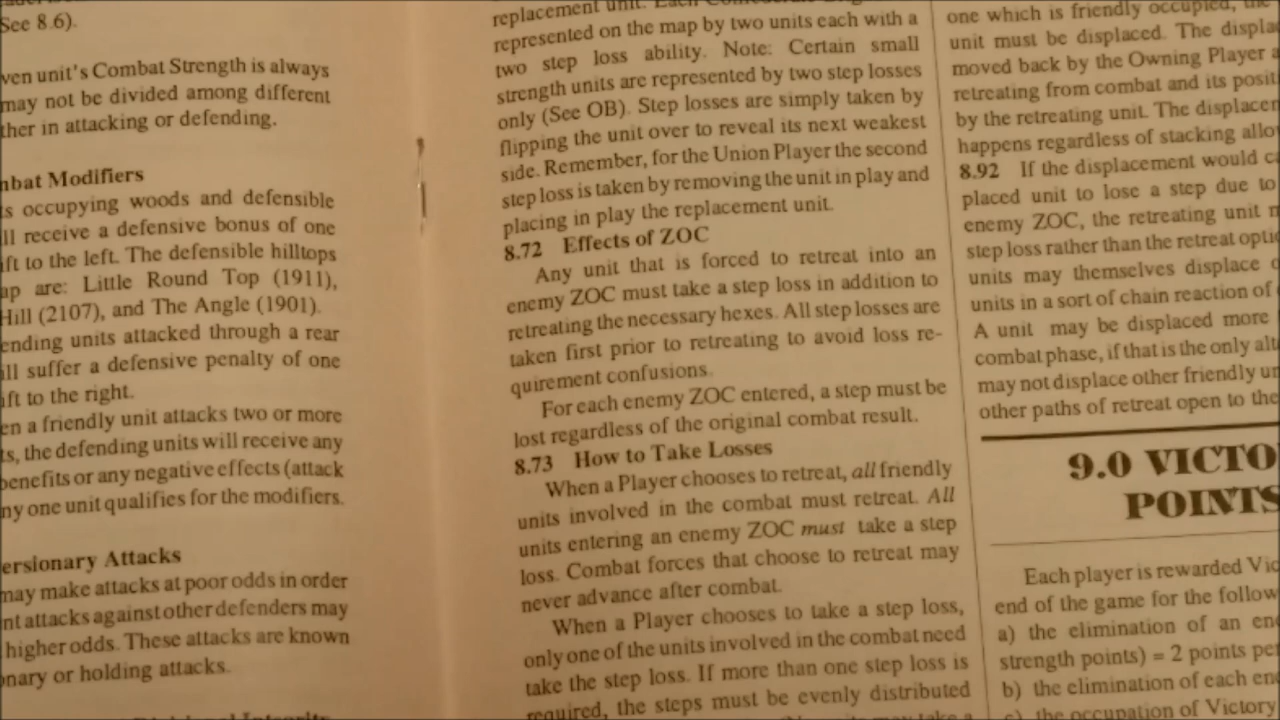 See 8.6).
ven unit's Combat Strength is always
may not be divided among different
ther in attacking or defending.
nbat Modifiers
ts occupying woods and defensible
ll receive a defensive bonus of one
ift to the left. The defensible hilltops
ap are: Little Round Top (1911),
Hill (2107), and The Angle (1901).
ending units attacked through a rear
ill suffer a defensive penalty of one
ift to the right.
en a friendly unit attacks two or more
ts, the defending units will receive any
benefits or any negative effects (attack
ny one unit qualifies for the modifiers.
ersionary Attacks
may make attacks at poor odds in order
nt attacks against other defenders may
higher odds. These attacks are known
onary or holding attacks.
replacement unit. Each
represented on the map by two units each with a
two step loss ability. Note: Certain small
strength units are represented by two step losses
only (See OB). Step losses are simply taken by
flipping the unit over to reveal its next weakest
side. Remember, for the Union Player the second
step loss is taken by removing the unit in play and
placing in play the replacement unit.
8.72 Effects of ZOC
Any unit that is forced to retreat into an
enemy ZOC must take a step loss in addition to
retreating the necessary hexes. All step losses are
taken first prior to retreating to avoid loss re-
quirement confusions.
For each enemy ZOC entered, a step must be
lost regardless of the original combat result.
8.73 How to Take Losses
When a Player chooses to retreat, all friendly
units involved in the combat must retreat. All
units entering an enemy ZOC must take a step
loss. Combat forces that choose to retreat may
never advance after combat.
When a Player chooses to take a step loss,
only one of the units involved in the combat need
take the step loss. If more than one step loss is
required, the steps must be evenly distributed
one which is friendly occupied, the
unit must be displaced. The displa
moved back by the Owning Player a
retreating from combat and its posit
by the retreating unit. The displacem
happens regardless of stacking allo
8.92 If the displacement would ca
placed unit to lose a step due to
enemy ZOC, the retreating unit m
step loss rather than the retreat optio
units may themselves displace o
units in a sort of chain reaction of
A unit may be displaced more
combat phase, if that is the only alt
may not displace other friendly un
other paths of retreat open to the
9.0 VICTO
POINTS
Each player is rewarded Vic
end of the game for the follow
a) the elimination of an ene
strength points) = 2 points per
b) the elimination of each en
c) the occupation of Victory